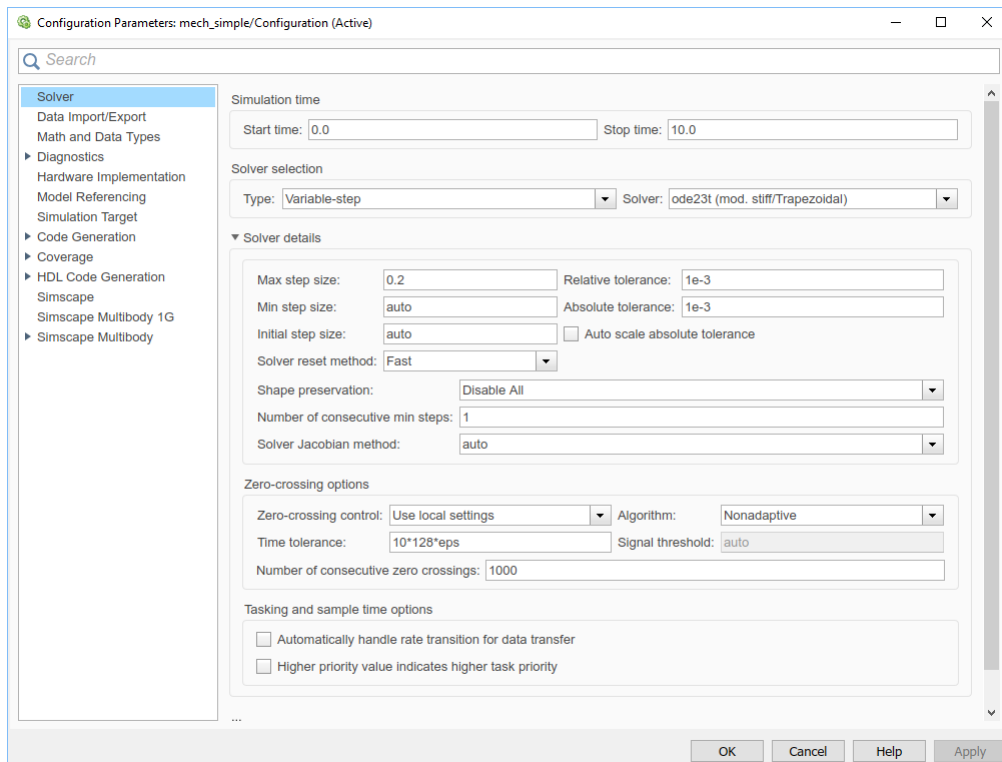 Configuration Parameters: mech_simple/Configuration (Active)
Search
Solver
Data Import/Export
Math and Data Types
Diagnostics
Hardware Implementation
Model Referencing
Simulation Target
Code Generation
Coverage
HDL Code Generation
Simscape
Simscape Multibody 1G
Simscape Multibody
Simulation time
Start time: 0.0 Stop time: 10.0
Solver selection
Type: Variable-step Solver: ode23t (mod. stiff/Trapezoidal)
Solver details
Max step size: 0.2 Relative tolerance: 1e-3
Min step size: auto Absolute tolerance: 1e-3
Initial step size: auto Auto scale absolute tolerance
Solver reset method: Fast
Shape preservation: Disable All
Number of consecutive min steps: 1
Solver Jacobian method: auto
Zero-crossing options
Zero-crossing control: Use local settings Algorithm: Nonadaptive
Time tolerance: 10*128*eps Signal threshold: auto
Number of consecutive zero crossings: 1000
Tasking and sample time options
Automatically handle rate transition for data transfer
Higher priority value indicates higher task priority
...
OK Cancel Help Apply